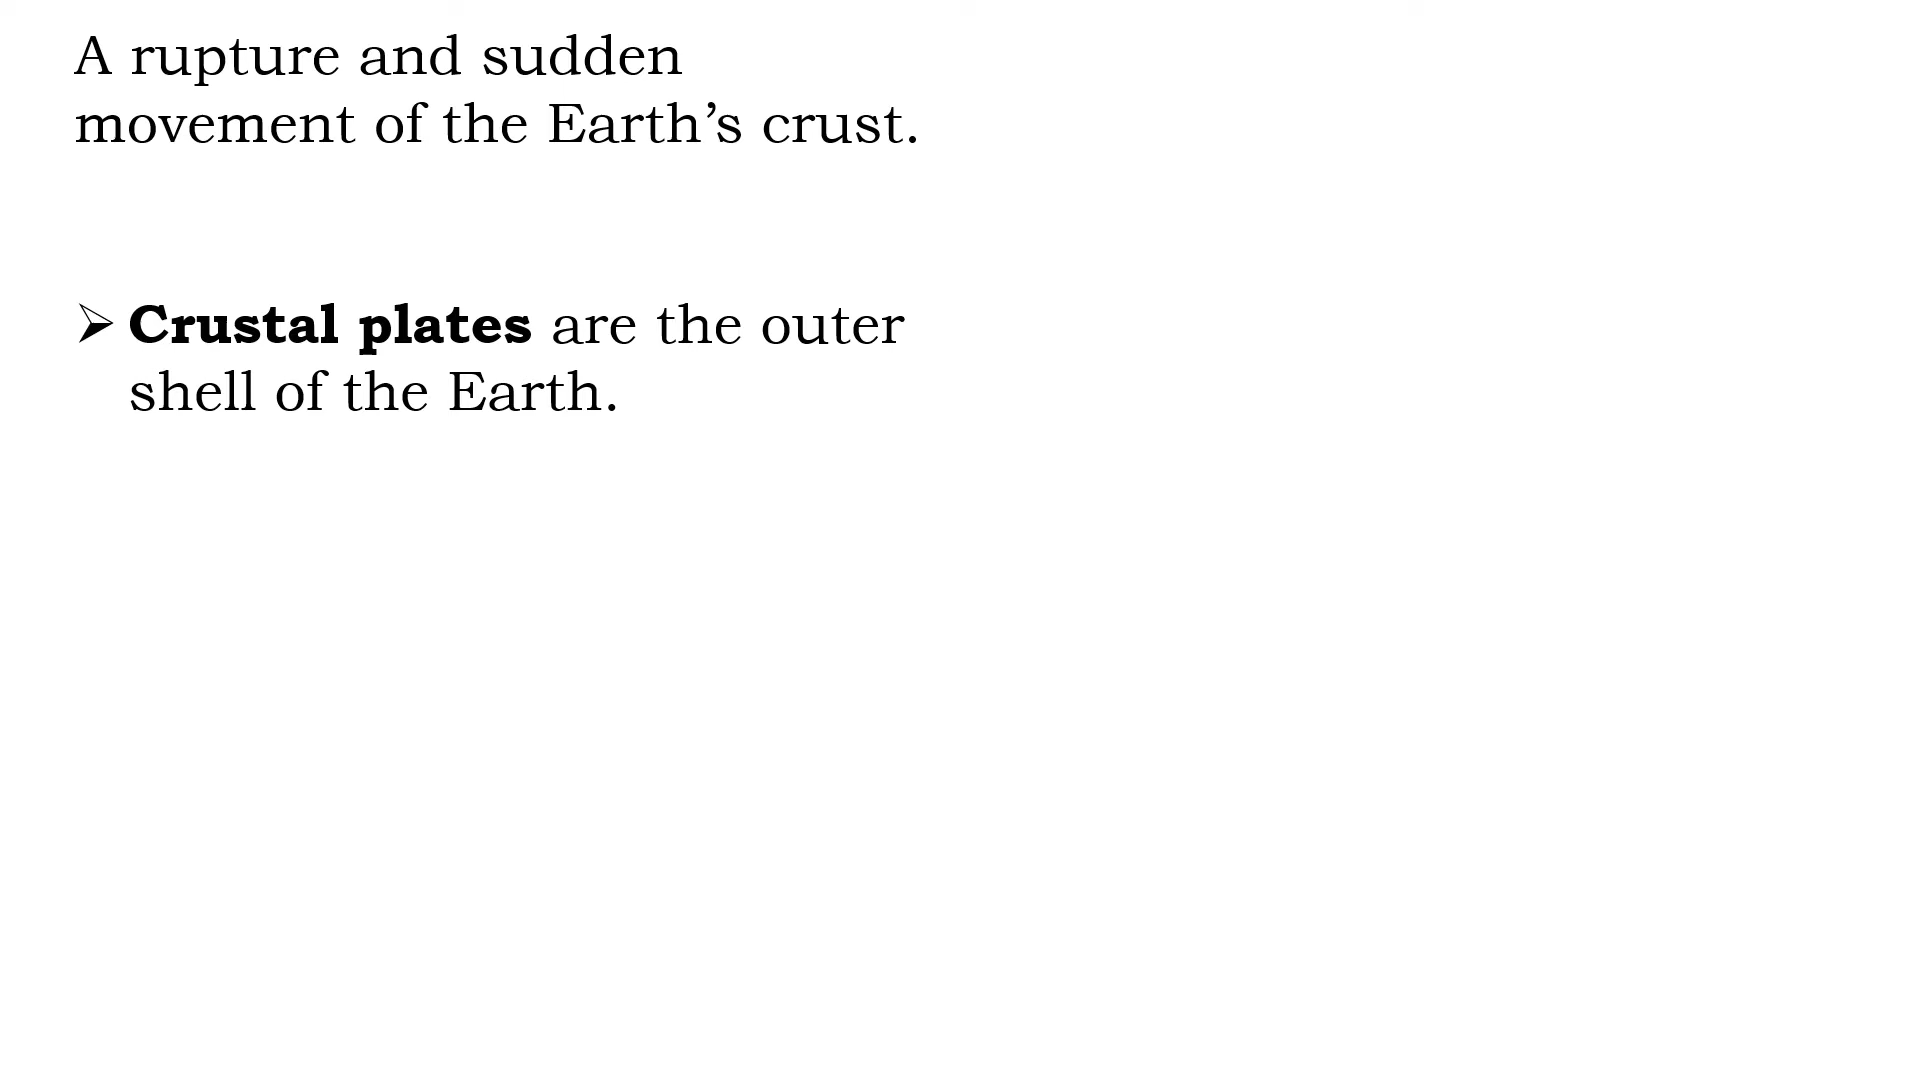 A rupture and sudden
movement of the Earth’s crust.
➢ Crustal plates are the outer
shell of the Earth.